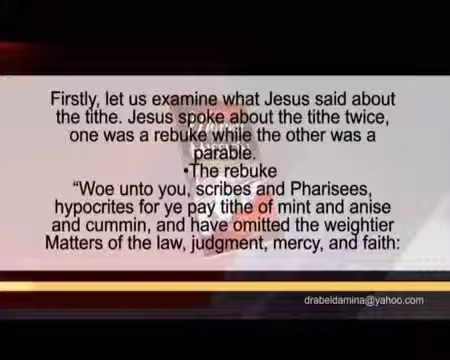 Firstly, let us examine what Jesus said about
the tithe. Jesus spoke about the tithe twice,
one was a rebuke while the other was a
parable.
•The rebuke
“Woe unto you, scribes and Pharisees,
hypocrites for ye pay tithe of mint and anise
and cummin, and have omitted the weightier
Matters of the law, judgment, mercy, and faith:
drabeldamina@yahoo.com